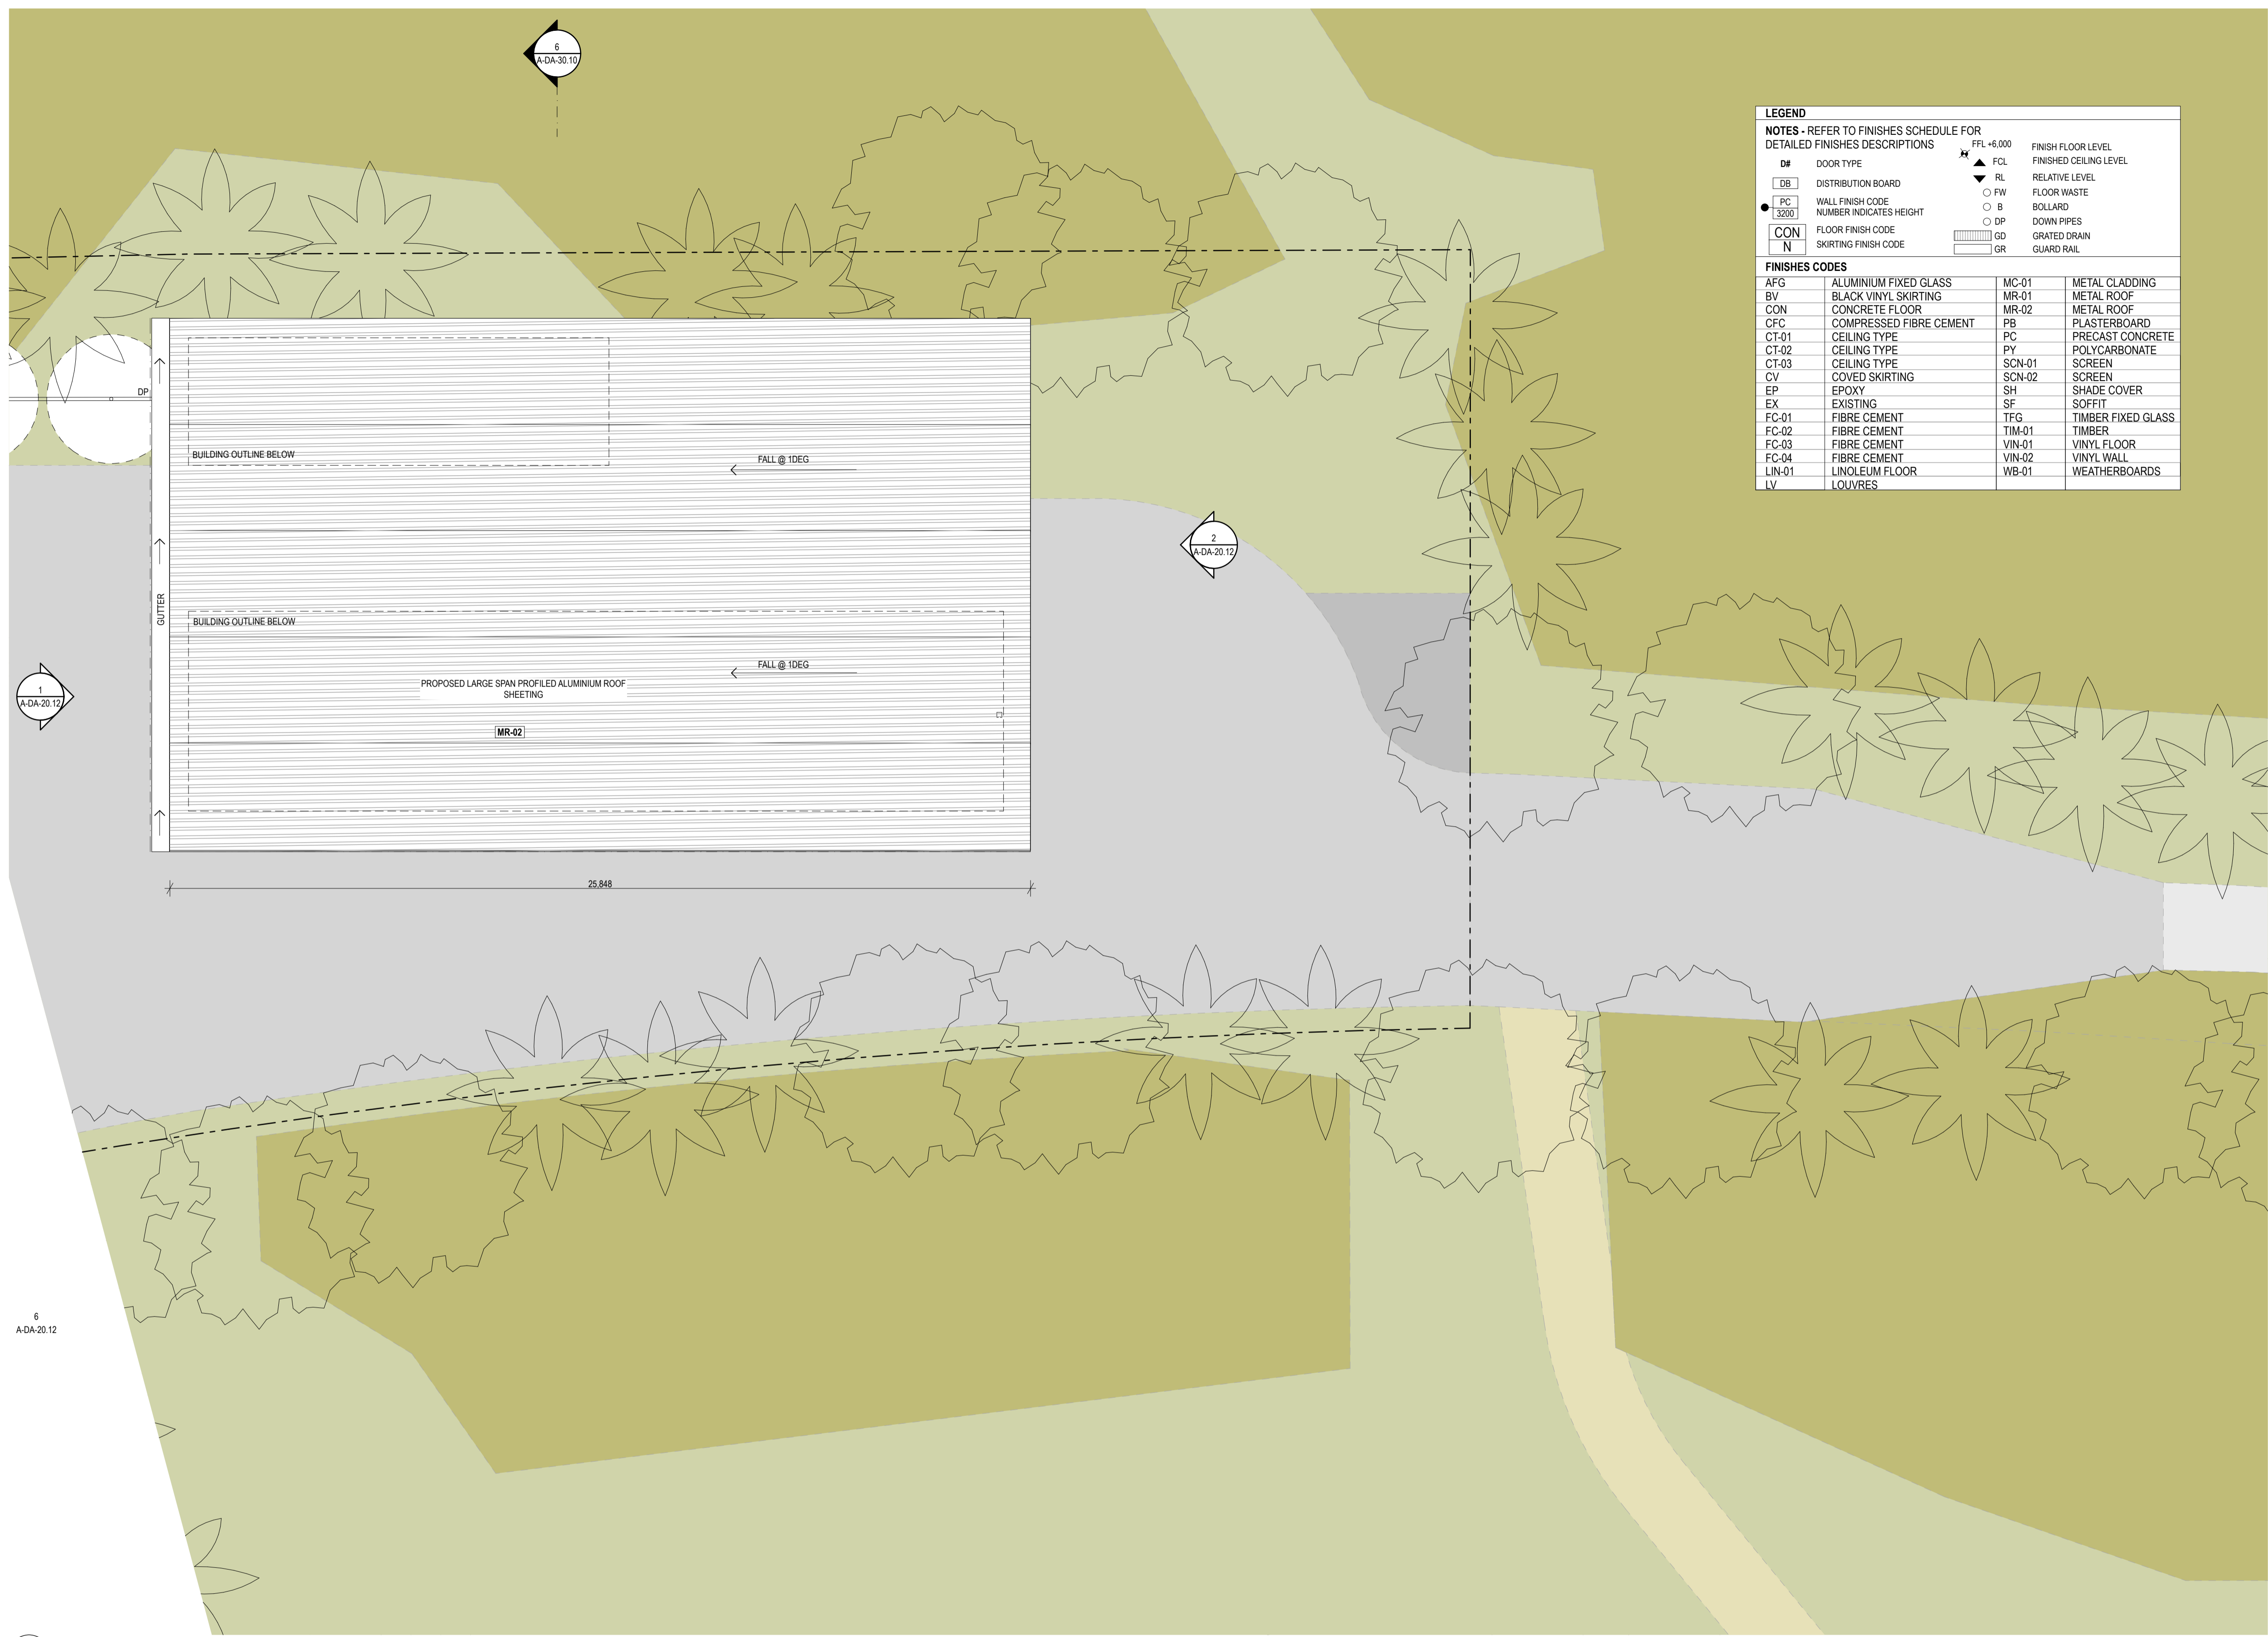 6
A-DA-30.10
LEGEND
NOTES - REFER TO FINISHES SCHEDULE FOR
DETAILED FINISHES DESCRIPTIONS
D# DOOR TYPE
DB DISTRIBUTION BOARD
PC WALL FINISH CODE
3200 NUMBER INDICATES HEIGHT
CON FLOOR FINISH CODE
N SKIRTING FINISH CODE
FFL +6,000 FINISH FLOOR LEVEL
FCL FINISHED CEILING LEVEL
RL RELATIVE LEVEL
FW FLOOR WASTE
B BOLLARD
DP DOWN PIPES
GD GRATED DRAIN
GR GUARD RAIL
FINISHES CODES
AFG ALUMINIUM FIXED GLASS MC-01 METAL CLADDING
BV BLACK VINYL SKIRTING MR-01 METAL ROOF
CON CONCRETE FLOOR MR-02 METAL ROOF
CFC COMPRESSED FIBRE CEMENT PB PLASTERBOARD
CT-01 CEILING TYPE PC PRECAST CONCRETE
CT-02 CEILING TYPE PY POLYCARBONATE
CT-03 CEILING TYPE SCN-01 SCREEN
CV COVED SKIRTING SCN-02 SCREEN
EP EPOXY SH SHADE COVER
EX EXISTING SF SOFFIT
FC-01 FIBRE CEMENT TFG TIMBER FIXED GLASS
FC-02 FIBRE CEMENT TIM-01 TIMBER
FC-03 FIBRE CEMENT VIN-01 VINYL FLOOR
FC-04 FIBRE CEMENT VIN-02 VINYL WALL
LIN-01 LINOLEUM FLOOR WB-01 WEATHERBOARDS
LV LOUVRES
DP
BUILDING OUTLINE BELOW
FALL @ 1DEG
2
A-DA-20.12
GUTTER
BUILDING OUTLINE BELOW
FALL @ 1DEG
PROPOSED LARGE SPAN PROFILED ALUMINIUM ROOF
SHEETING
1
A-DA-20.12
MR-02
25,848
6
A-DA-20.12